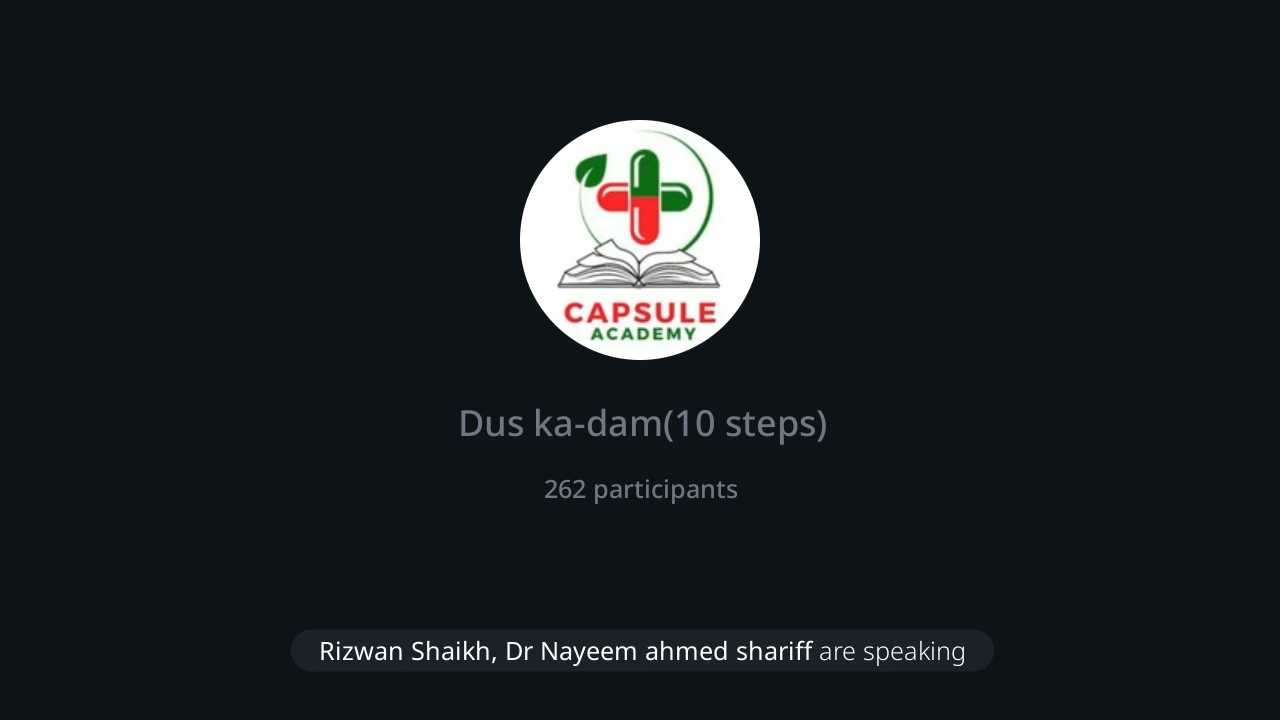 CAPSULE
ACADEMY
Dus ka-dam(10 steps)
262 participants
Rizwan Shaikh, Dr Nayeem ahmed shariff are speaking